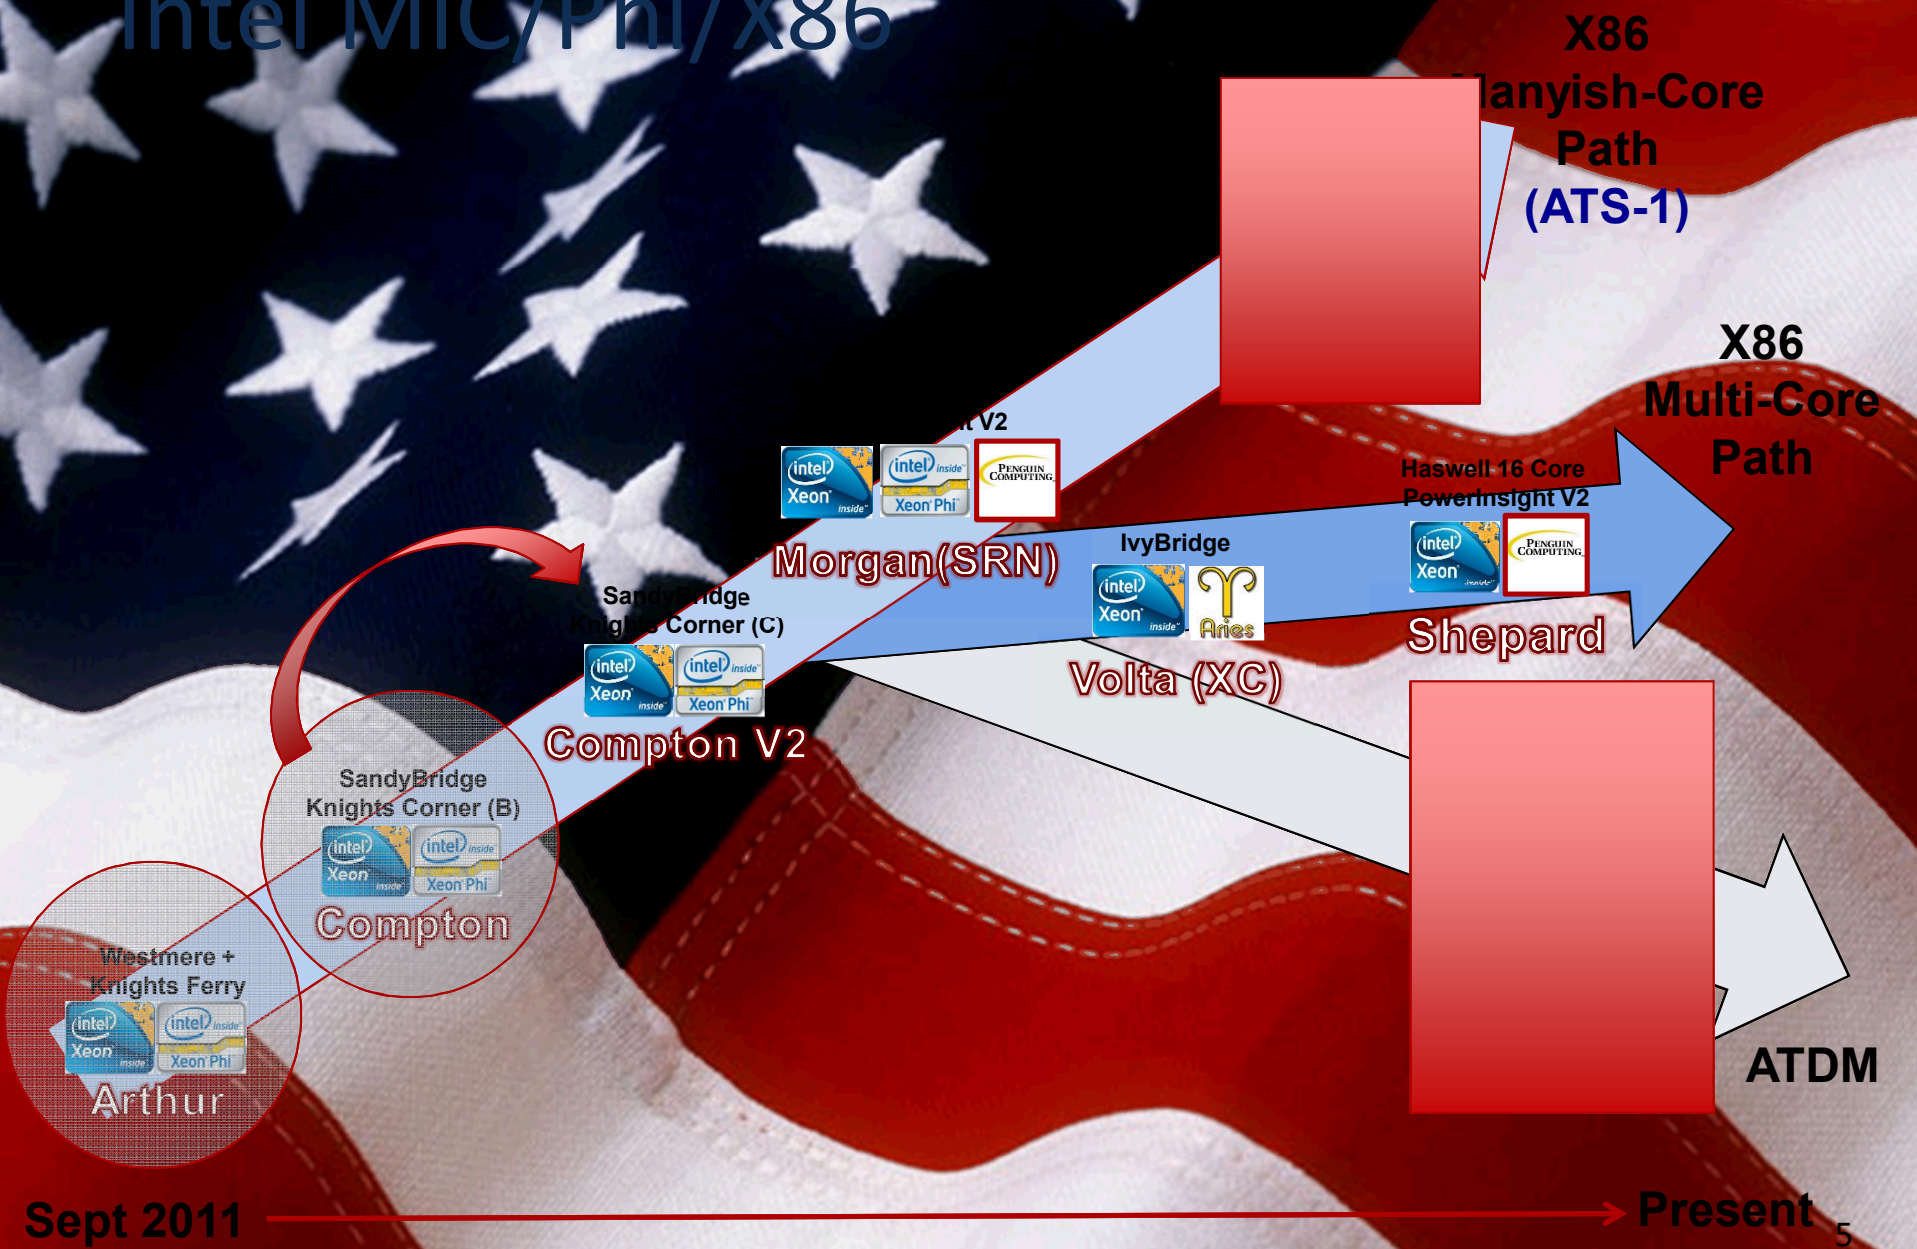 Intel MIC/Phi/X86
X86
Manyish-Core
Path
(ATS-1)
X86
Multi-Core
Path
V2
intel
Xeon
inside
intel inside
Xeon Phi
PENGUIN
COMPUTING
Morgan(SRN)
Haswell 16 Core
PowerInsight V2
intel
Xeon
inside
PENGUIN
COMPUTING
Shepard
IvyBridge
intel
Xeon
inside
Aries
Volta (XC)
SandyBridge
Knights Corner (C)
intel
Xeon
inside
intel inside
Xeon Phi
Compton V2
SandyBridge
Knights Corner (B)
intel
Xeon
inside
intel inside
Xeon Phi
Compton
Westmere +
Knights Ferry
intel
Xeon
inside
intel inside
Xeon Phi
Arthur
ATDM
Sept 2011
Present
5